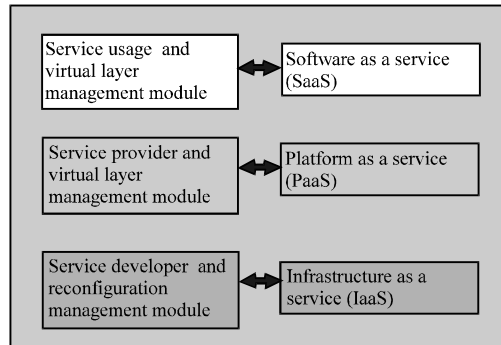 Service usage and
virtual layer
management module
Software as a service
(SaaS)
Service provider and
virtual layer
management module
Platform as a service
(PaaS)
Service developer and
reconfiguration
management module
Infrastructure as a
service (IaaS)